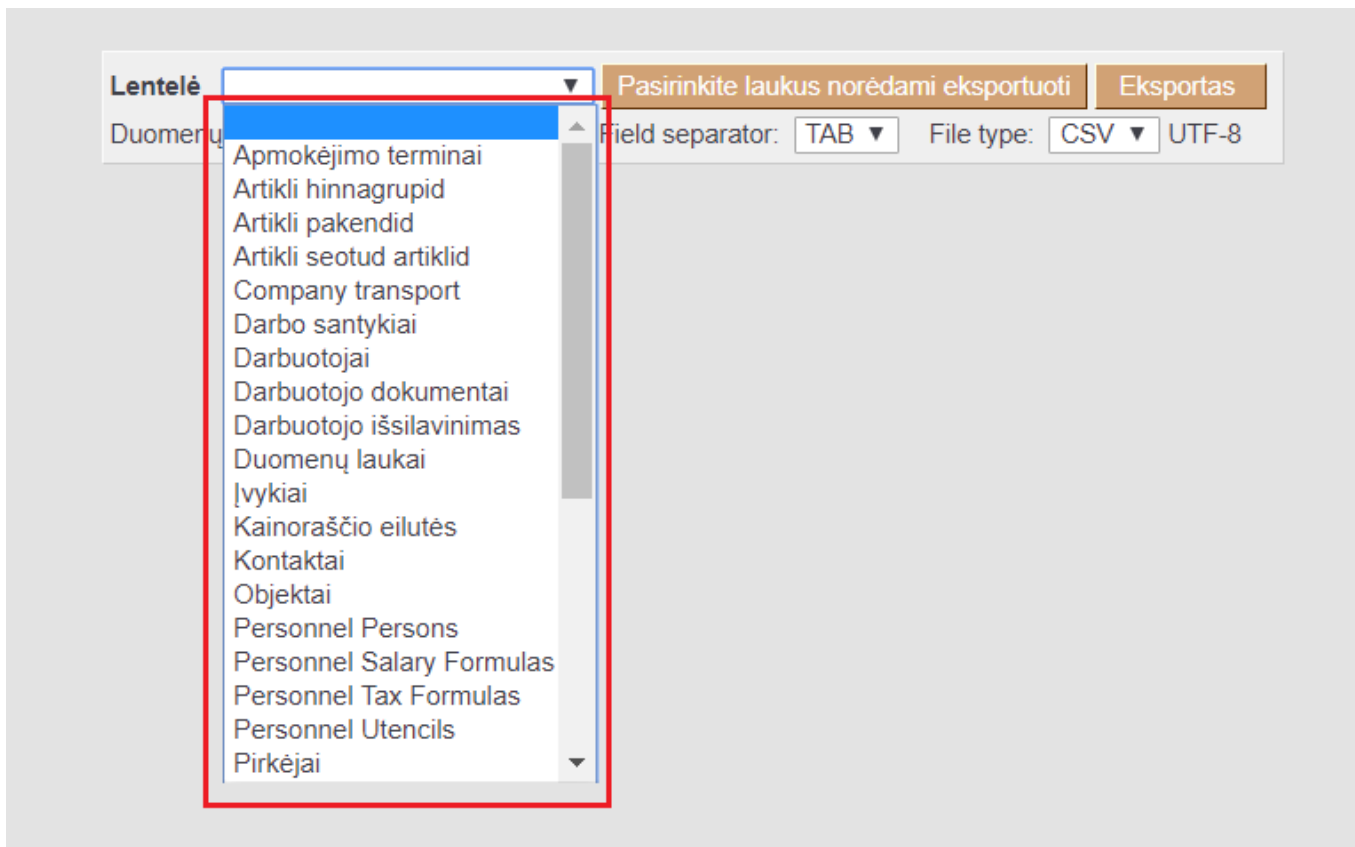 Lentelė Pasirinkite laukus norėdami eksportuoti Eksportas
Duomenų Field separator: TAB File type: CSV UTF-8
Apmokėjimo terminai
Artikli hinnagrupid
Artikli pakendid
Artikli seotud artiklid
Company transport
Darbo santykiai
Darbuotojai
Darbuotojo dokumentai
Darbuotojo išsilavinimas
Duomenų laukai
Įvykiai
Kainoraščio eilutės
Kontaktai
Objektai
Personnel Persons
Personnel Salary Formulas
Personnel Tax Formulas
Personnel Utencils
Pirkėjai